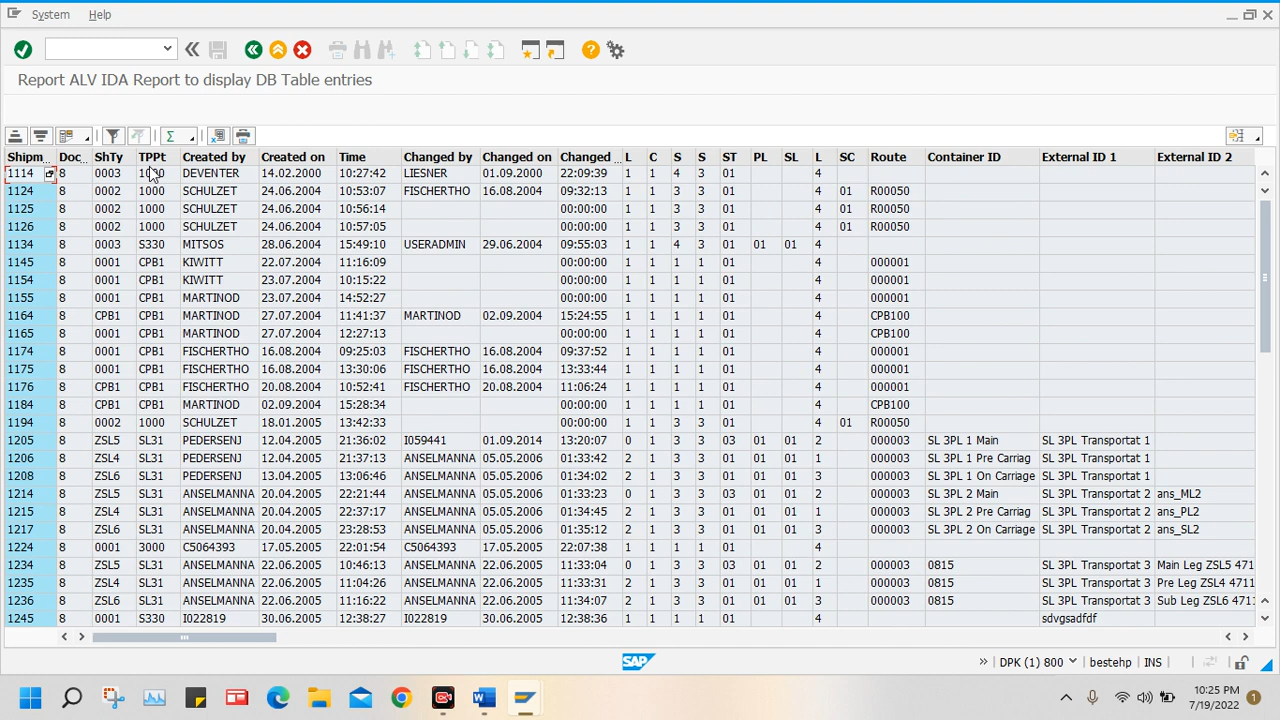 System Help
Report ALV IDA Report to display DB Table entries
Shipm... Doc... ShTy TPPt Created by Created on Time Changed by Changed on Changed ... L C S S ST PL SL L SC Route Container ID External ID 1 External ID 2
1114 8 0003 DEVENTER 14.02.2000 10:27:42 LIESNER 01.09.2000 22:09:39 1 1 4 3 01 4
1124 8 0002 1000 SCHULZET 24.06.2004 10:53:07 FISCHERTHO 16.08.2004 09:32:13 1 1 3 3 01 4 01 R00050
1125 8 0002 1000 SCHULZET 24.06.2004 10:56:14 00:00:00 1 1 3 3 01 4 01 R00050
1126 8 0002 1000 SCHULZET 24.06.2004 10:57:05 00:00:00 1 1 3 3 01 4 01 R00050
1134 8 0003 S330 MITSOS 28.06.2004 15:49:10 USERADMIN 29.06.2004 09:55:03 1 1 4 3 01 01 01 4
1145 8 0001 CPB1 KIWITT 22.07.2004 11:16:09 00:00:00 1 1 3 3 01 4 000001
1154 8 0001 CPB1 KIWITT 23.07.2004 10:15:22 00:00:00 1 1 3 3 01 4 000001
1155 8 0001 CPB1 MARTINOD 23.07.2004 14:52:27 00:00:00 1 1 3 3 01 4 000001
1164 8 CPB1 CPB1 MARTINOD 27.07.2004 11:41:37 MARTINOD 02.09.2004 15:24:55 1 1 3 3 01 4 CPB100
1165 8 0001 CPB1 MARTINOD 27.07.2004 12:27:13 00:00:00 1 1 3 3 01 4 CPB100
1174 8 0001 CPB1 FISCHERTHO 16.08.2004 09:25:03 FISCHERTHO 16.08.2004 09:37:52 1 1 3 3 01 4 000001
1175 8 0001 CPB1 FISCHERTHO 16.08.2004 13:30:06 FISCHERTHO 16.08.2004 13:33:44 1 1 3 3 01 4 000001
1176 8 CPB1 CPB1 FISCHERTHO 20.08.2004 10:52:41 FISCHERTHO 20.08.2004 11:06:24 1 1 3 3 01 4 000001
1184 8 CPB1 CPB1 MARTINOD 02.09.2004 15:28:34 00:00:00 1 1 3 3 01 4 CPB100
1194 8 0002 1000 SCHULZET 18.01.2005 13:42:33 00:00:00 1 1 3 3 01 4 01 R00050
1205 8 ZSL5 SL31 PEDERSENJ 12.04.2005 21:36:02 I059441 01.09.2014 13:20:07 0 1 3 3 03 01 01 2 000003 SL 3PL 1 Main SL 3PL Transportat 1
1206 8 ZSL4 SL31 PEDERSENJ 12.04.2005 21:37:13 ANSELMANNA 05.05.2006 01:33:42 2 1 3 3 01 01 01 1 000003 SL 3PL 1 Pre Carriag SL 3PL Transportat 1
1208 8 ZSL6 SL31 PEDERSENJ 13.04.2005 13:06:46 ANSELMANNA 05.05.2006 01:34:02 2 1 3 3 01 01 01 3 000003 SL 3PL 1 On Carriage SL 3PL Transportat 1
1214 8 ZSL5 SL31 ANSELMANNA 20.04.2005 22:21:44 ANSELMANNA 05.05.2006 01:33:23 0 1 3 3 03 01 01 2 000003 SL 3PL 2 Main SL 3PL Transportat 2 ans_ML2
1215 8 ZSL4 SL31 ANSELMANNA 20.04.2005 22:37:17 ANSELMANNA 05.05.2006 01:34:45 2 1 3 3 01 01 01 1 000003 SL 3PL 2 Pre Carriag SL 3PL Transportat 2 ans_PL2
1217 8 ZSL6 SL31 ANSELMANNA 20.04.2005 23:28:53 ANSELMANNA 05.05.2006 01:35:12 2 1 3 3 01 01 01 3 000003 SL 3PL 2 On Carriage SL 3PL Transportat 2 ans_SL2
1224 8 0001 3000 C5064393 17.05.2005 22:01:54 C5064393 17.05.2005 22:07:38 1 1 1 1 01 4
1234 8 ZSL5 SL31 ANSELMANNA 22.06.2005 10:46:13 ANSELMANNA 22.06.2005 11:33:04 0 1 3 3 03 01 01 2 000003 0815 SL 3PL Transportat 3 Main Leg ZSL5 471
1235 8 ZSL4 SL31 ANSELMANNA 22.06.2005 11:04:26 ANSELMANNA 22.06.2005 11:33:31 2 1 3 3 01 01 01 1 000003 0815 SL 3PL Transportat 3 Pre Leg ZSL4 4711
1236 8 ZSL6 SL31 ANSELMANNA 22.06.2005 11:16:22 ANSELMANNA 22.06.2005 11:34:07 2 1 3 3 01 01 01 3 000003 0815 SL 3PL Transportat 3 Sub Leg ZSL6 4711
1245 8 0001 S330 I022819 30.06.2005 12:38:27 I022819 30.06.2005 12:38:36 1 1 1 1 01 4 sdvgsadfdf
SAP » DPK (1) 800 bestehp INS
10:25 PM
7/19/2022
1